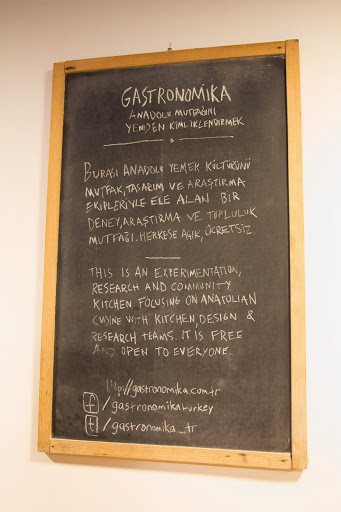 GASTRONOMIKA
ANADOLU MUTFAĞINI
YENİDEN KİMLİKLENDİRMEK
BURASI ANADOLU YEMEK KÜLTÜRÜNÜ
MUTFAK, TASARIM VE ARAŞTIRMA
EKİPLERİYLE ELE ALAN BİR
DENEY, ARAŞTIRMA VE TOPLULUK
MUTFAĞI. HERKESE AÇIK, ÜCRETSİZ.
THIS IS AN EXPERIMENTATION,
RESEARCH AND COMMUNITY
KITCHEN FOCUSING ON ANATOLIAN
CUISINE WITH KITCHEN, DESIGN &
RESEARCH TEAMS. IT IS FREE
AND OPEN TO EVERYONE.
http://gastronomika.com.tr
f /gastronomikaturkey
t /gastronomika_tr